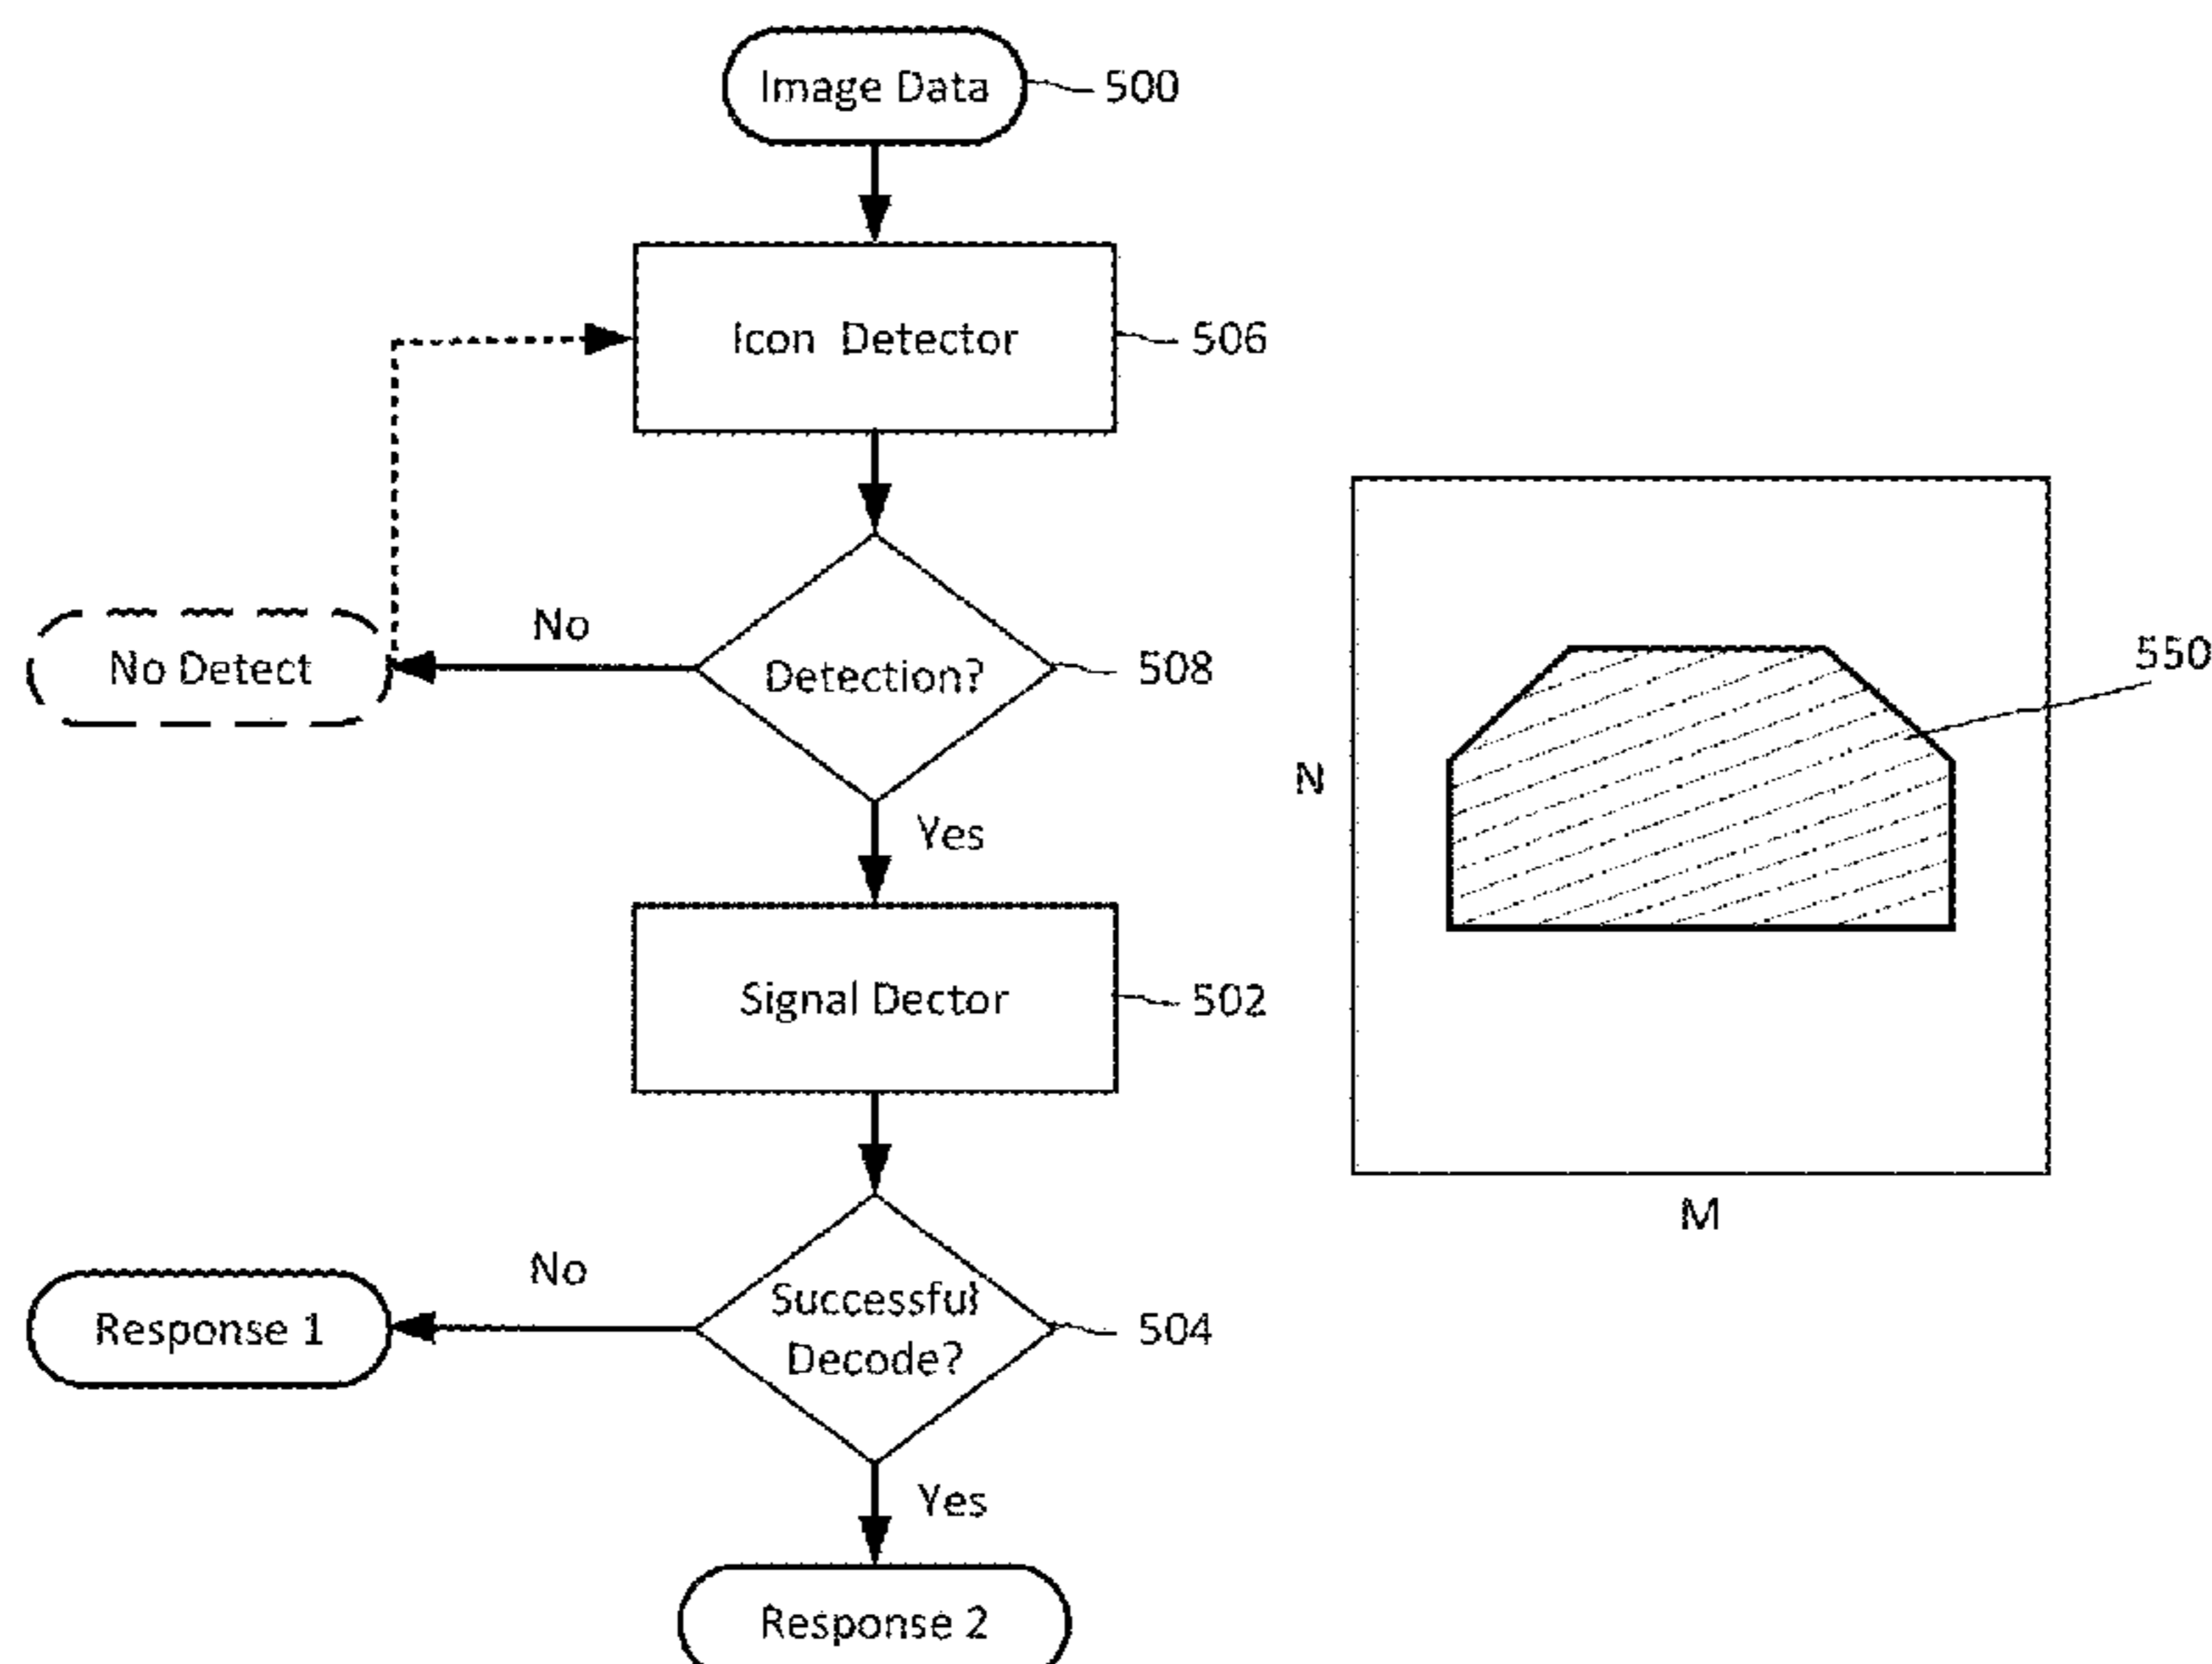 Image Data
500
Icon Detector
506
No
No Detect
Detection?
508
550
N
Yes
Signal Dector
502
M
No
Response 1
Successful
Decode?
504
Yes
Response 2